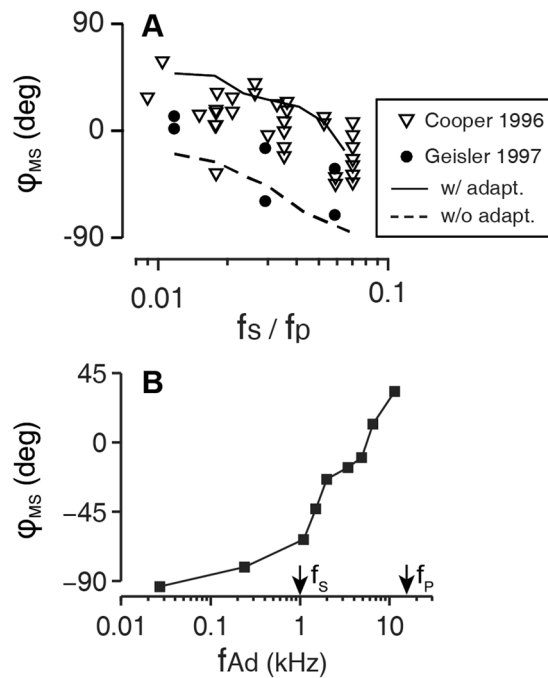 A
φMS (deg)
90
0
-90
0.01
0.1
fs / fp
Cooper 1996
Geisler 1997
w/ adapt.
w/o adapt.
B
φMS (deg)
45
0
−45
−90
fS
fP
0.01
0.1
1
10
fAd (kHz)